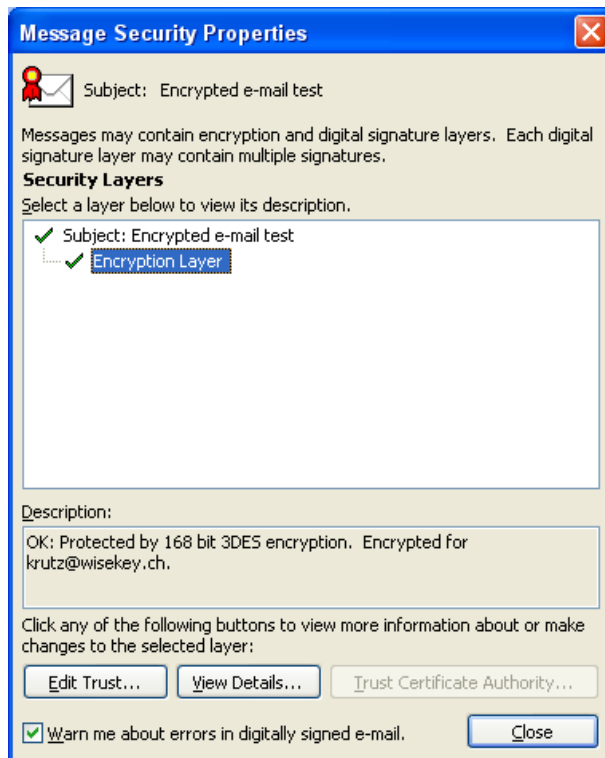 Message Security Properties
Subject: Encrypted e-mail test
Messages may contain encryption and digital signature layers. Each digital
signature layer may contain multiple signatures.
Security Layers
Select a layer below to view its description.
Subject: Encrypted e-mail test
Encryption Layer
Description:
OK: Protected by 168 bit 3DES encryption. Encrypted for
krutz@wisekey.ch.
Click any of the following buttons to view more information about or make
changes to the selected layer:
Edit Trust... View Details... Trust Certificate Authority...
Warn me about errors in digitally signed e-mail. Close